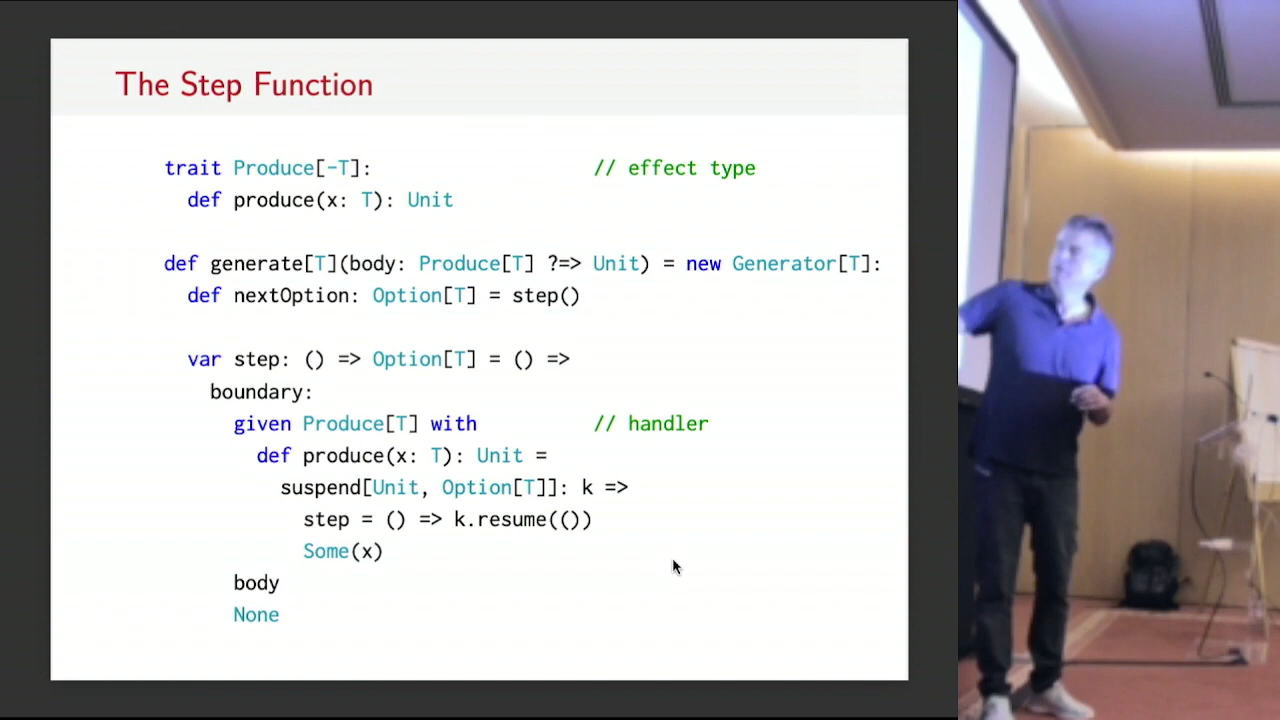 The Step Function
trait Produce[-T]: // effect type
def produce(x: T): Unit
def generate[T](body: Produce[T] ?=> Unit) = new Generator[T]:
def nextOption: Option[T] = step()
var step: () => Option[T] = () =>
boundary:
given Produce[T] with // handler
def produce(x: T): Unit =
suspend[Unit, Option[T]]: k =>
step = () => k.resume(())
Some(x)
body
None